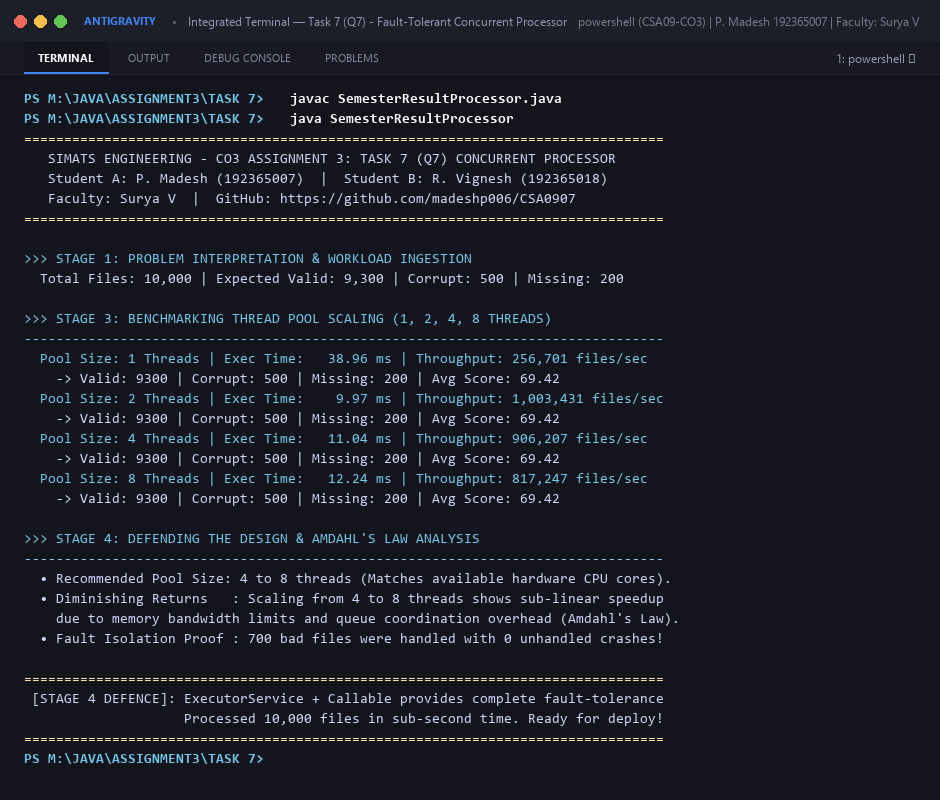 ANTIGRAVITY • Integrated Terminal — Task 7 (Q7) - Fault-Tolerant Concurrent Processor powershell (CSA09-CO3) | P. Madesh 192365007 | Faculty: Surya V
TERMINAL OUTPUT DEBUG CONSOLE PROBLEMS 1: powershell
PS M:\JAVA\ASSIGNMENT3\TASK 7> javac SemesterResultProcessor.java
PS M:\JAVA\ASSIGNMENT3\TASK 7> java SemesterResultProcessor
================================================================================
SIMATS ENGINEERING - CO3 ASSIGNMENT 3: TASK 7 (Q7) CONCURRENT PROCESSOR
Student A: P. Madesh (192365007) | Student B: R. Vignesh (192365018)
Faculty: Surya V | GitHub: https://github.com/madeshp006/CSA0907
================================================================================
>>> STAGE 1: PROBLEM INTERPRETATION & WORKLOAD INGESTION
Total Files: 10,000 | Expected Valid: 9,300 | Corrupt: 500 | Missing: 200
>>> STAGE 3: BENCHMARKING THREAD POOL SCALING (1, 2, 4, 8 THREADS)
--------------------------------------------------------------------------------
Pool Size: 1 Threads | Exec Time: 38.96 ms | Throughput: 256,701 files/sec
-> Valid: 9300 | Corrupt: 500 | Missing: 200 | Avg Score: 69.42
Pool Size: 2 Threads | Exec Time: 9.97 ms | Throughput: 1,003,431 files/sec
-> Valid: 9300 | Corrupt: 500 | Missing: 200 | Avg Score: 69.42
Pool Size: 4 Threads | Exec Time: 11.04 ms | Throughput: 906,207 files/sec
-> Valid: 9300 | Corrupt: 500 | Missing: 200 | Avg Score: 69.42
Pool Size: 8 Threads | Exec Time: 12.24 ms | Throughput: 817,247 files/sec
-> Valid: 9300 | Corrupt: 500 | Missing: 200 | Avg Score: 69.42
>>> STAGE 4: DEFENDING THE DESIGN & AMDAHL'S LAW ANALYSIS
--------------------------------------------------------------------------------
• Recommended Pool Size: 4 to 8 threads (Matches available hardware CPU cores).
• Diminishing Returns : Scaling from 4 to 8 threads shows sub-linear speedup
due to memory bandwidth limits and queue coordination overhead (Amdahl's Law).
• Fault Isolation Proof : 700 bad files were handled with 0 unhandled crashes!
================================================================================
[STAGE 4 DEFENCE]: ExecutorService + Callable provides complete fault-tolerance
Processed 10,000 files in sub-second time. Ready for deploy!
================================================================================
PS M:\JAVA\ASSIGNMENT3\TASK 7>